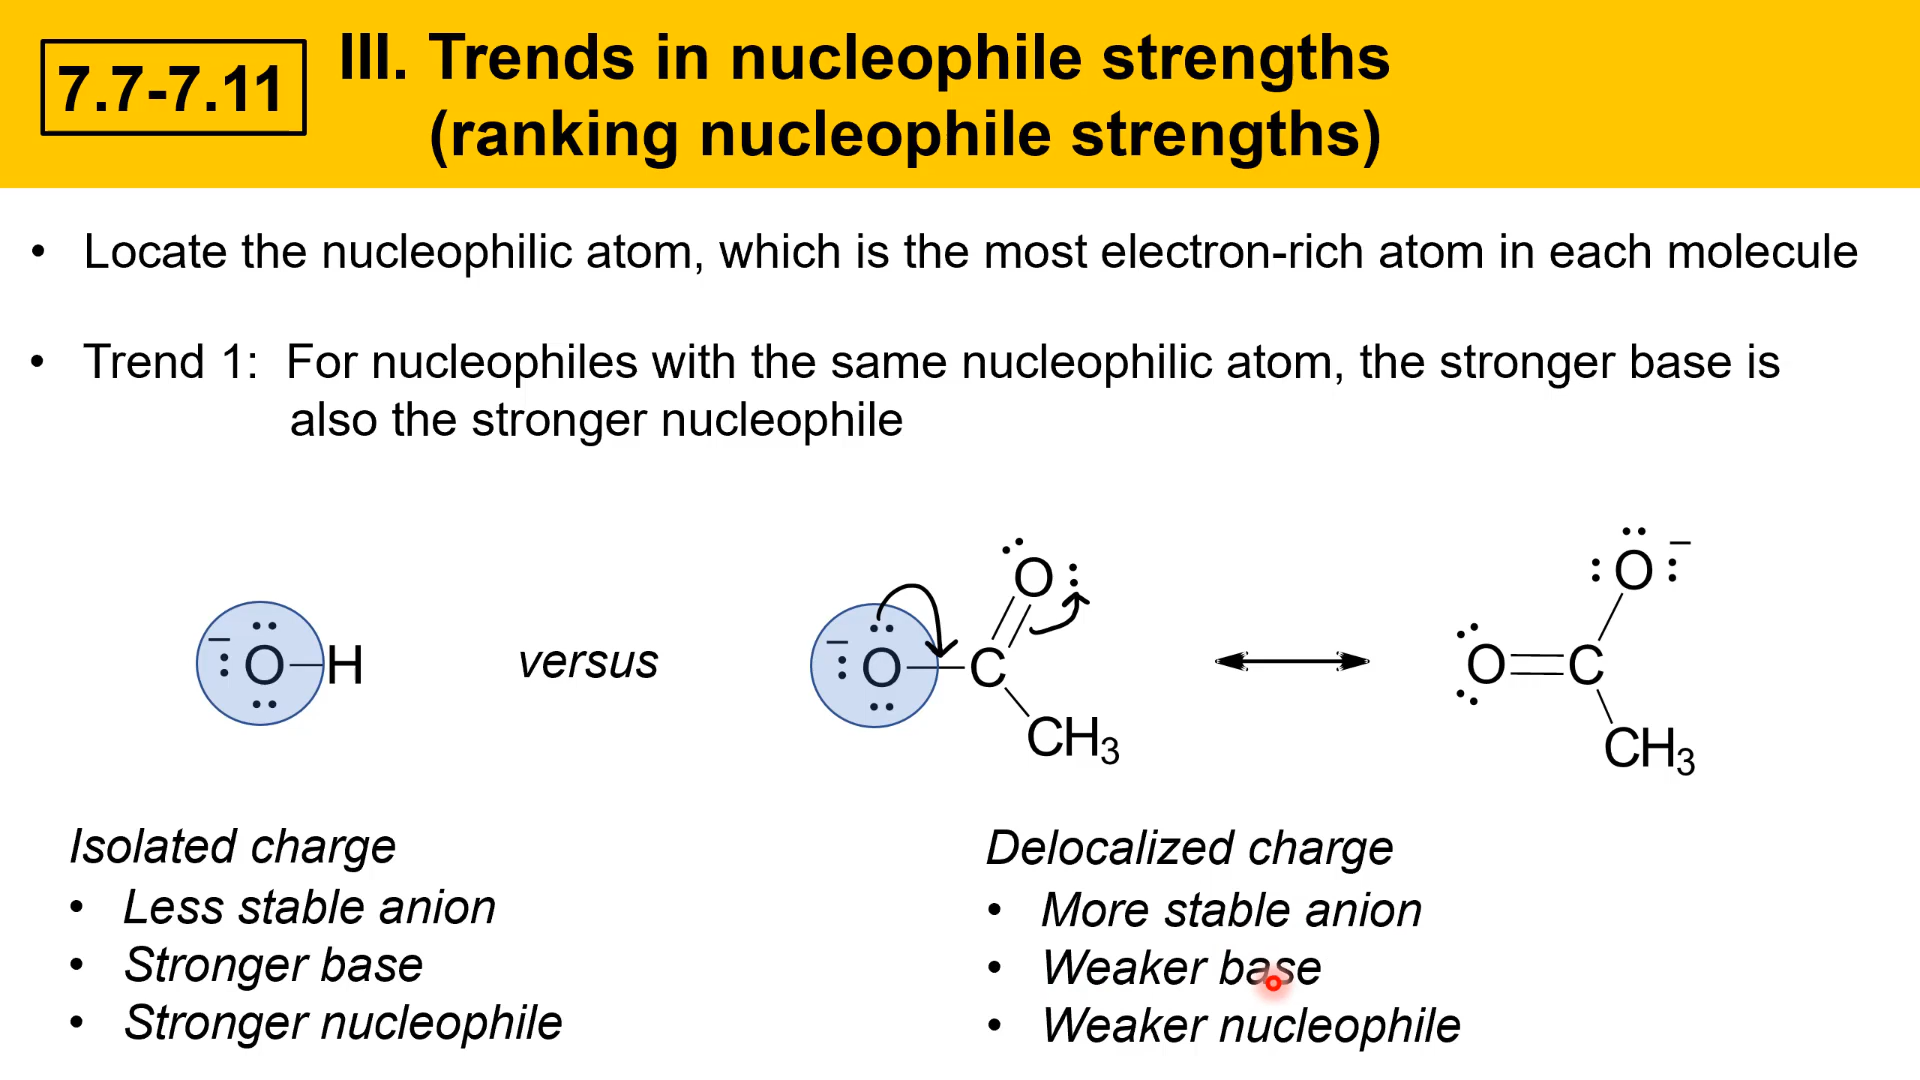 7.7-7.11
III. Trends in nucleophile strengths
(ranking nucleophile strengths)
• Locate the nucleophilic atom, which is the most electron-rich atom in each molecule
• Trend 1: For nucleophiles with the same nucleophilic atom, the stronger base is
also the stronger nucleophile
O H
versus
O C O CH₃
O C O CH₃
Isolated charge
• Less stable anion
• Stronger base
• Stronger nucleophile
Delocalized charge
• More stable anion
• Weaker base
• Weaker nucleophile